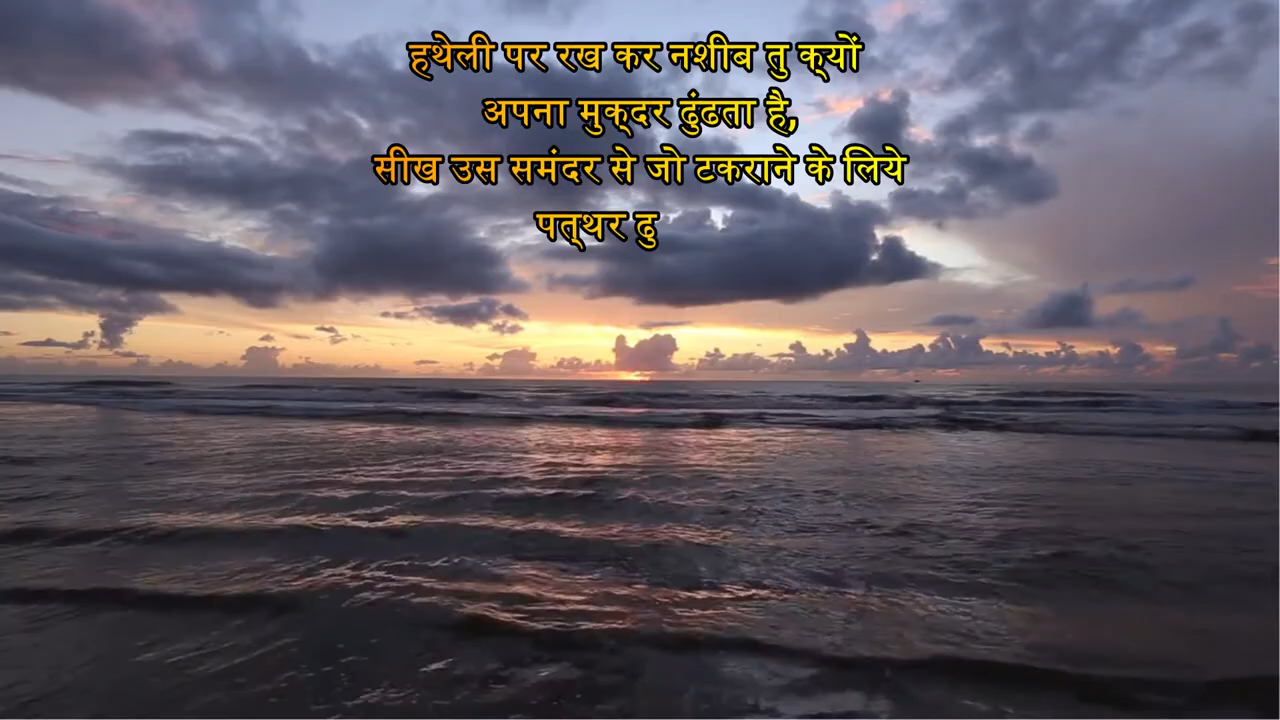 हथेली पर रख कर नशीब तु क्यों
अपना मुक्दर ढुंढता है,
सीख उस समंदर से जो टकराने के लिये
पत्थर ढु